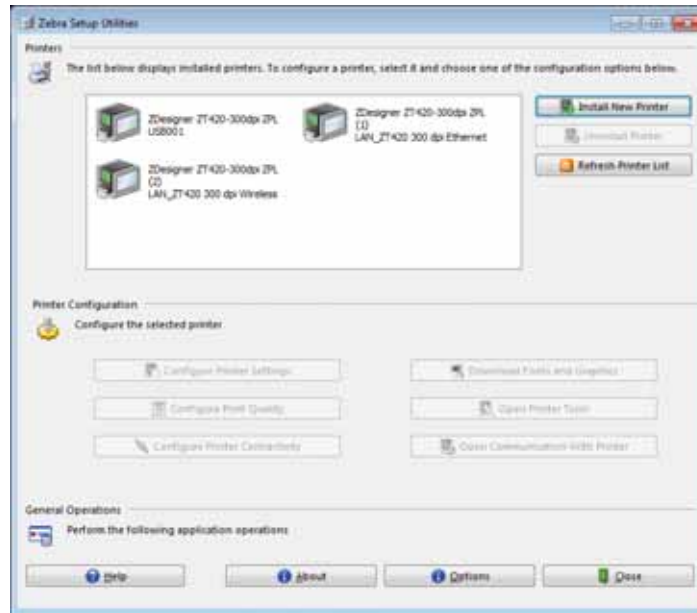 Zebra Setup Utilities
Printers
The list below displays installed printers. To configure a printer, select it and choose one of the configuration options below.
ZDesigner ZT420-300dpi ZPL
USB001
ZDesigner ZT420-300dpi ZPL
(1)
LAN_ZT420 300 dpi Ethernet
ZDesigner ZT420-300dpi ZPL
(2)
LAN_ZT420 300 dpi Wireless
Install New Printer
Uninstall Printer
Refresh Printer List
Printer Configuration
Configure the selected printer
Configure Printer Settings
Download Fonts and Graphics
Configure Print Quality
Open Printer Tools
Configure Printer Connectivity
Open Communication With Printer
General Operations
Perform the following application operations
Help
About
Options
Close